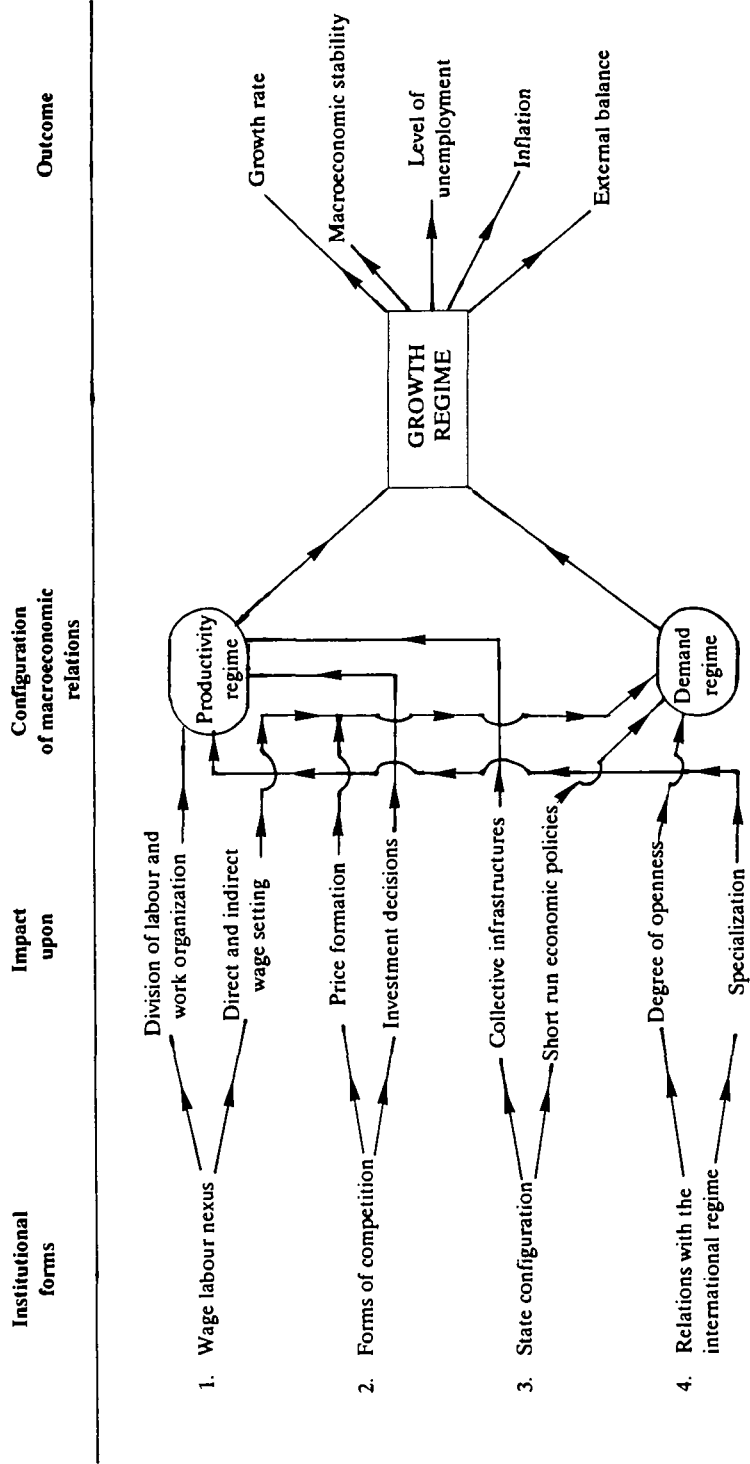 Institutional
forms
Impact
upon
Configuration
of macroeconomic
relations
Outcome
1. Wage labour nexus
Division of labour and
work organization
Direct and indirect
wage setting
2. Forms of competition
Price formation
Investment decisions
3. State configuration
Collective infrastructures
Short run economic policies
4. Relations with the
international regime
Degree of openness
Specialization
Productivity
regime
Demand
regime
GROWTH
REGIME
Growth rate
Macroeconomic stability
Level of
unemployment
Inflation
External balance